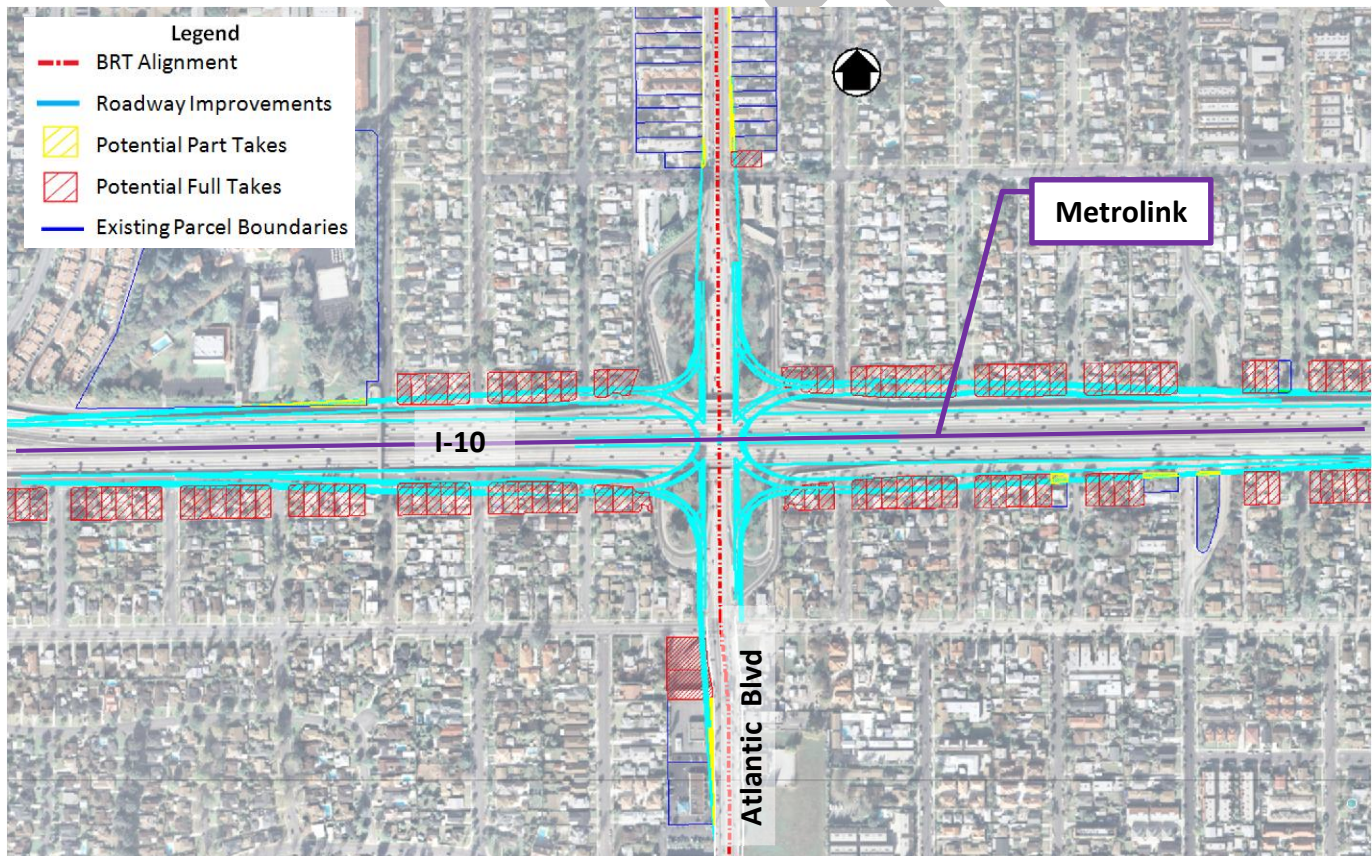 Legend
BRT Alignment
Roadway Improvements
Potential Part Takes
Potential Full Takes
Existing Parcel Boundaries
Metrolink
I-10
Atlantic Blvd